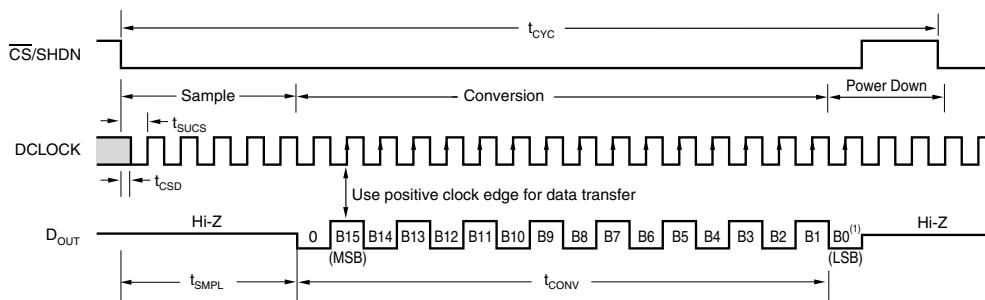 tCYC
CS/SHDN
Sample
Conversion
Power Down
tSUCS
DCLOCK
tCSD
Use positive clock edge for data transfer
Hi-Z
DOUT
0 B15 B14 B13 B12 B11 B10 B9 B8 B7 B6 B5 B4 B3 B2 B1 B0(1)
Hi-Z
(MSB)
(LSB)
tSMPL
tCONV